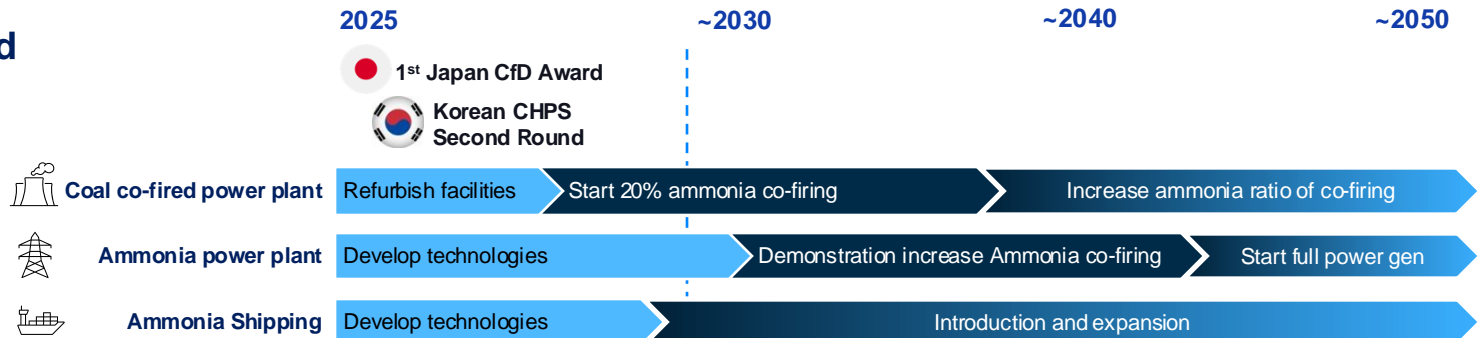 d
2025 ~2030 ~2040 ~2050
1st Japan CfD Award
Korean CHPS
Second Round
Coal co-fired power plant Refurbish facilities Start 20% ammonia co-firing Increase ammonia ratio of co-firing
Ammonia power plant Develop technologies Demonstration increase Ammonia co-firing Start full power gen
Ammonia Shipping Develop technologies Introduction and expansion